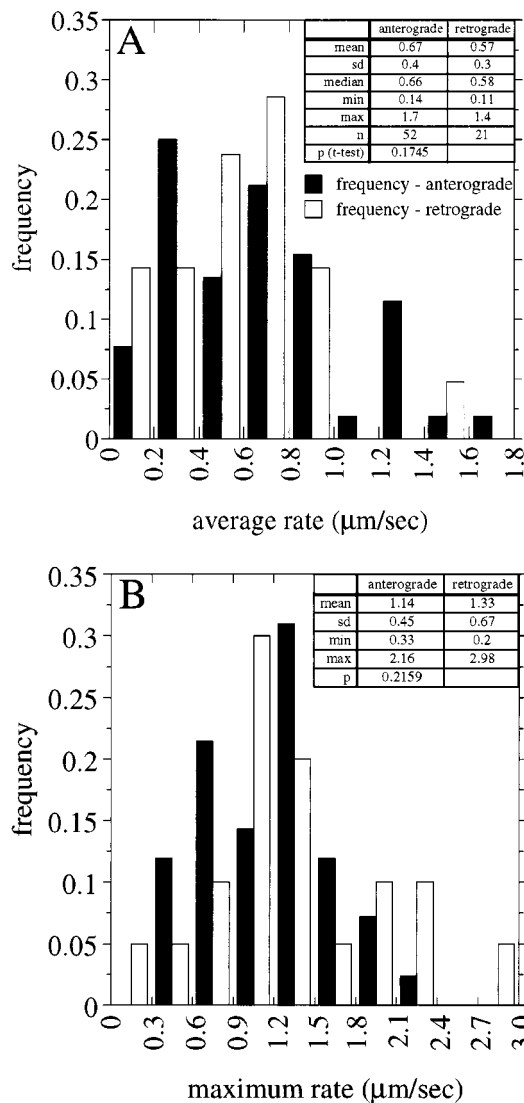 A
anterograde retrograde
mean 0.67 0.57
sd 0.4 0.3
median 0.66 0.58
min 0.14 0.11
max 1.7 1.4
n 52 21
p (t-test) 0.1745
frequency - anterograde
frequency - retrograde
0.35
0.3
0.25
0.2
0.15
0.1
0.05
0
frequency
0 0.2 0.4 0.6 0.8 1.0 1.2 1.4 1.6 1.8
average rate (μm/sec)
B
anterograde retrograde
mean 1.14 1.33
sd 0.45 0.67
min 0.33 0.2
max 2.16 2.98
p 0.2159
0.35
0.3
0.25
0.2
0.15
0.1
0.05
0
frequency
0 0.3 0.6 0.9 1.2 1.5 1.8 2.1 2.4 2.7 3.0
maximum rate (μm/sec)